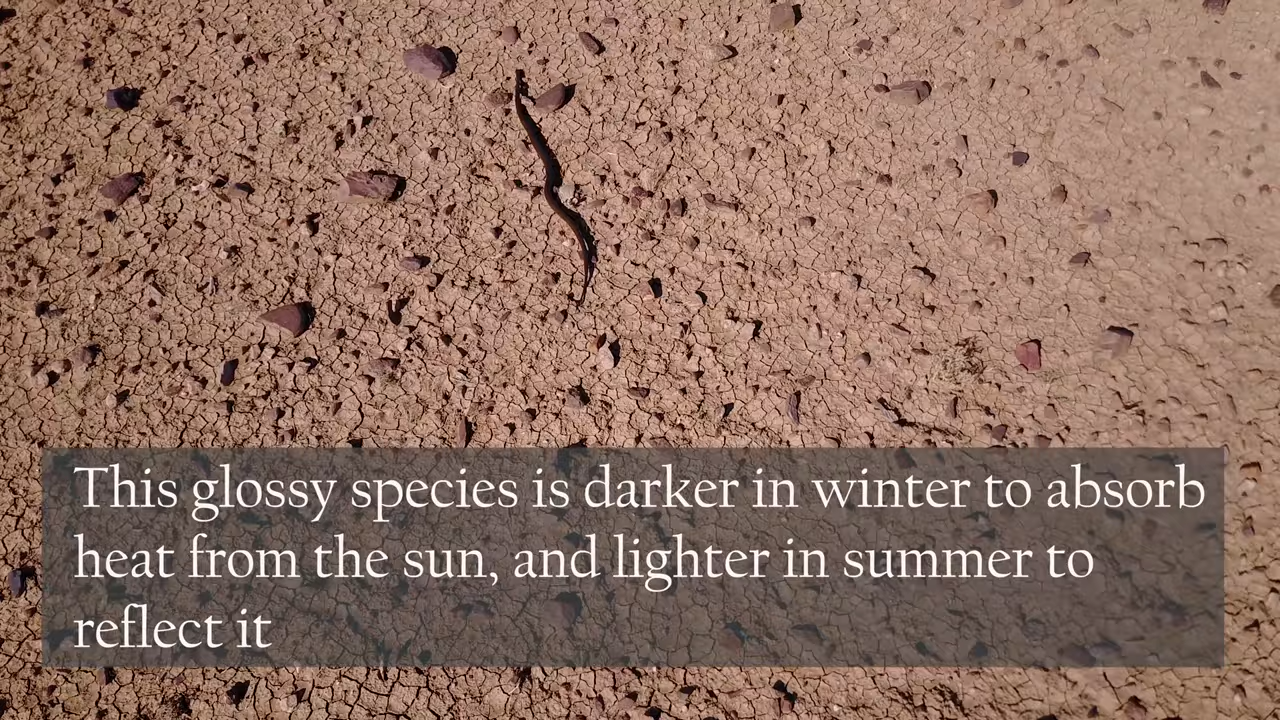 This glossy species is darker in winter to absorb
heat from the sun, and lighter in summer to
reflect it